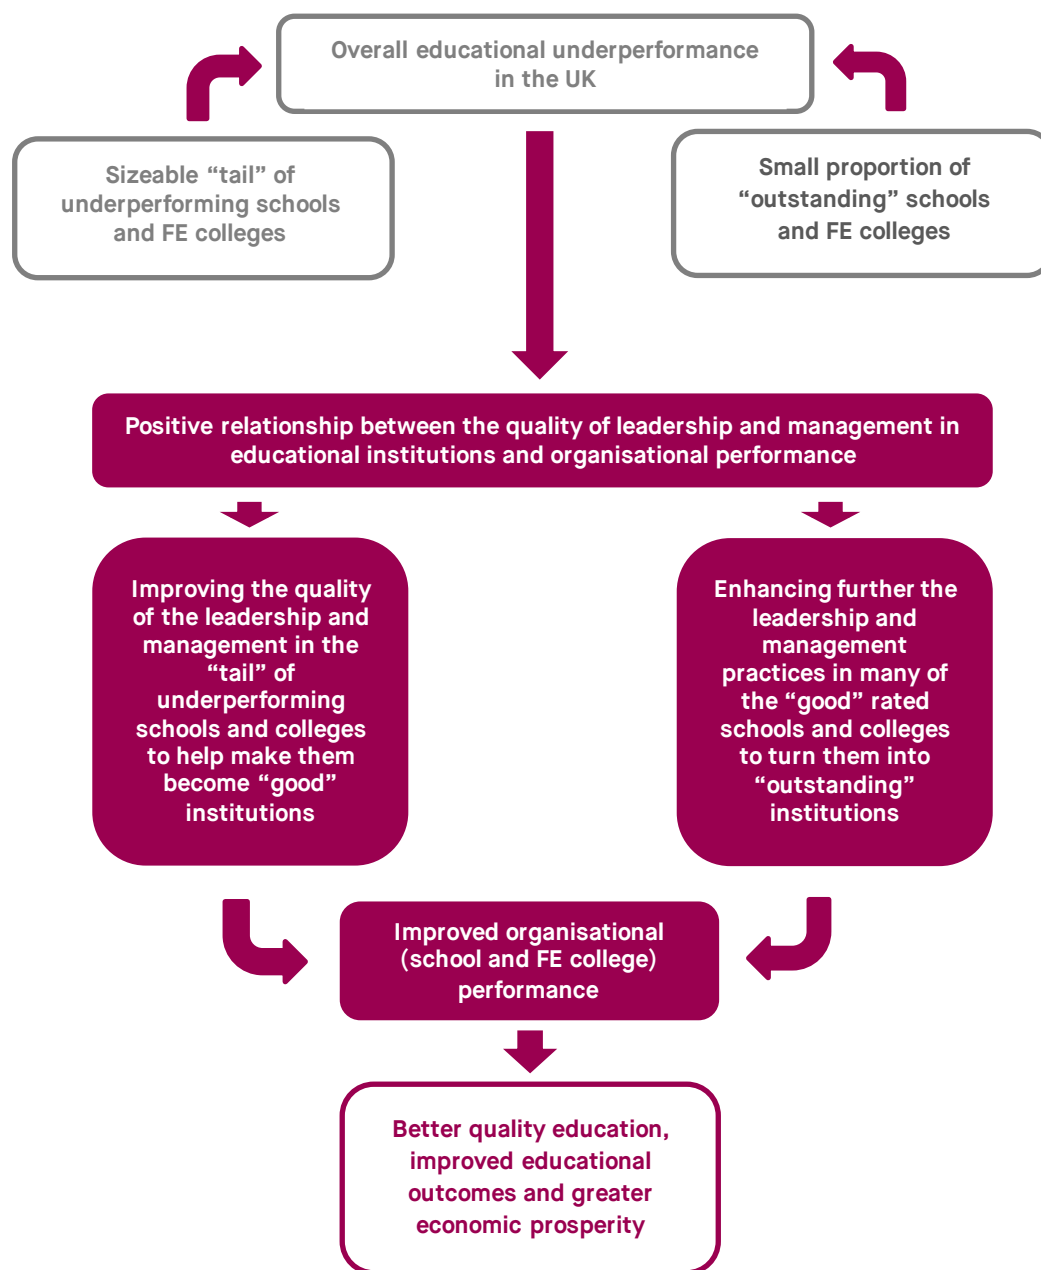 Overall educational underperformance
in the UK
Sizeable “tail” of
underperforming schools
and FE colleges
Small proportion of
“outstanding” schools
and FE colleges
Positive relationship between the quality of leadership and management in
educational institutions and organisational performance
Improving the quality
of the leadership and
management in the
“tail” of
underperforming
schools and colleges
to help make them
become “good”
institutions
Enhancing further the
leadership and
management
practices in many of
the “good” rated
schools and colleges
to turn them into
“outstanding”
institutions
Improved organisational
(school and FE college)
performance
Better quality education,
improved educational
outcomes and greater
economic prosperity